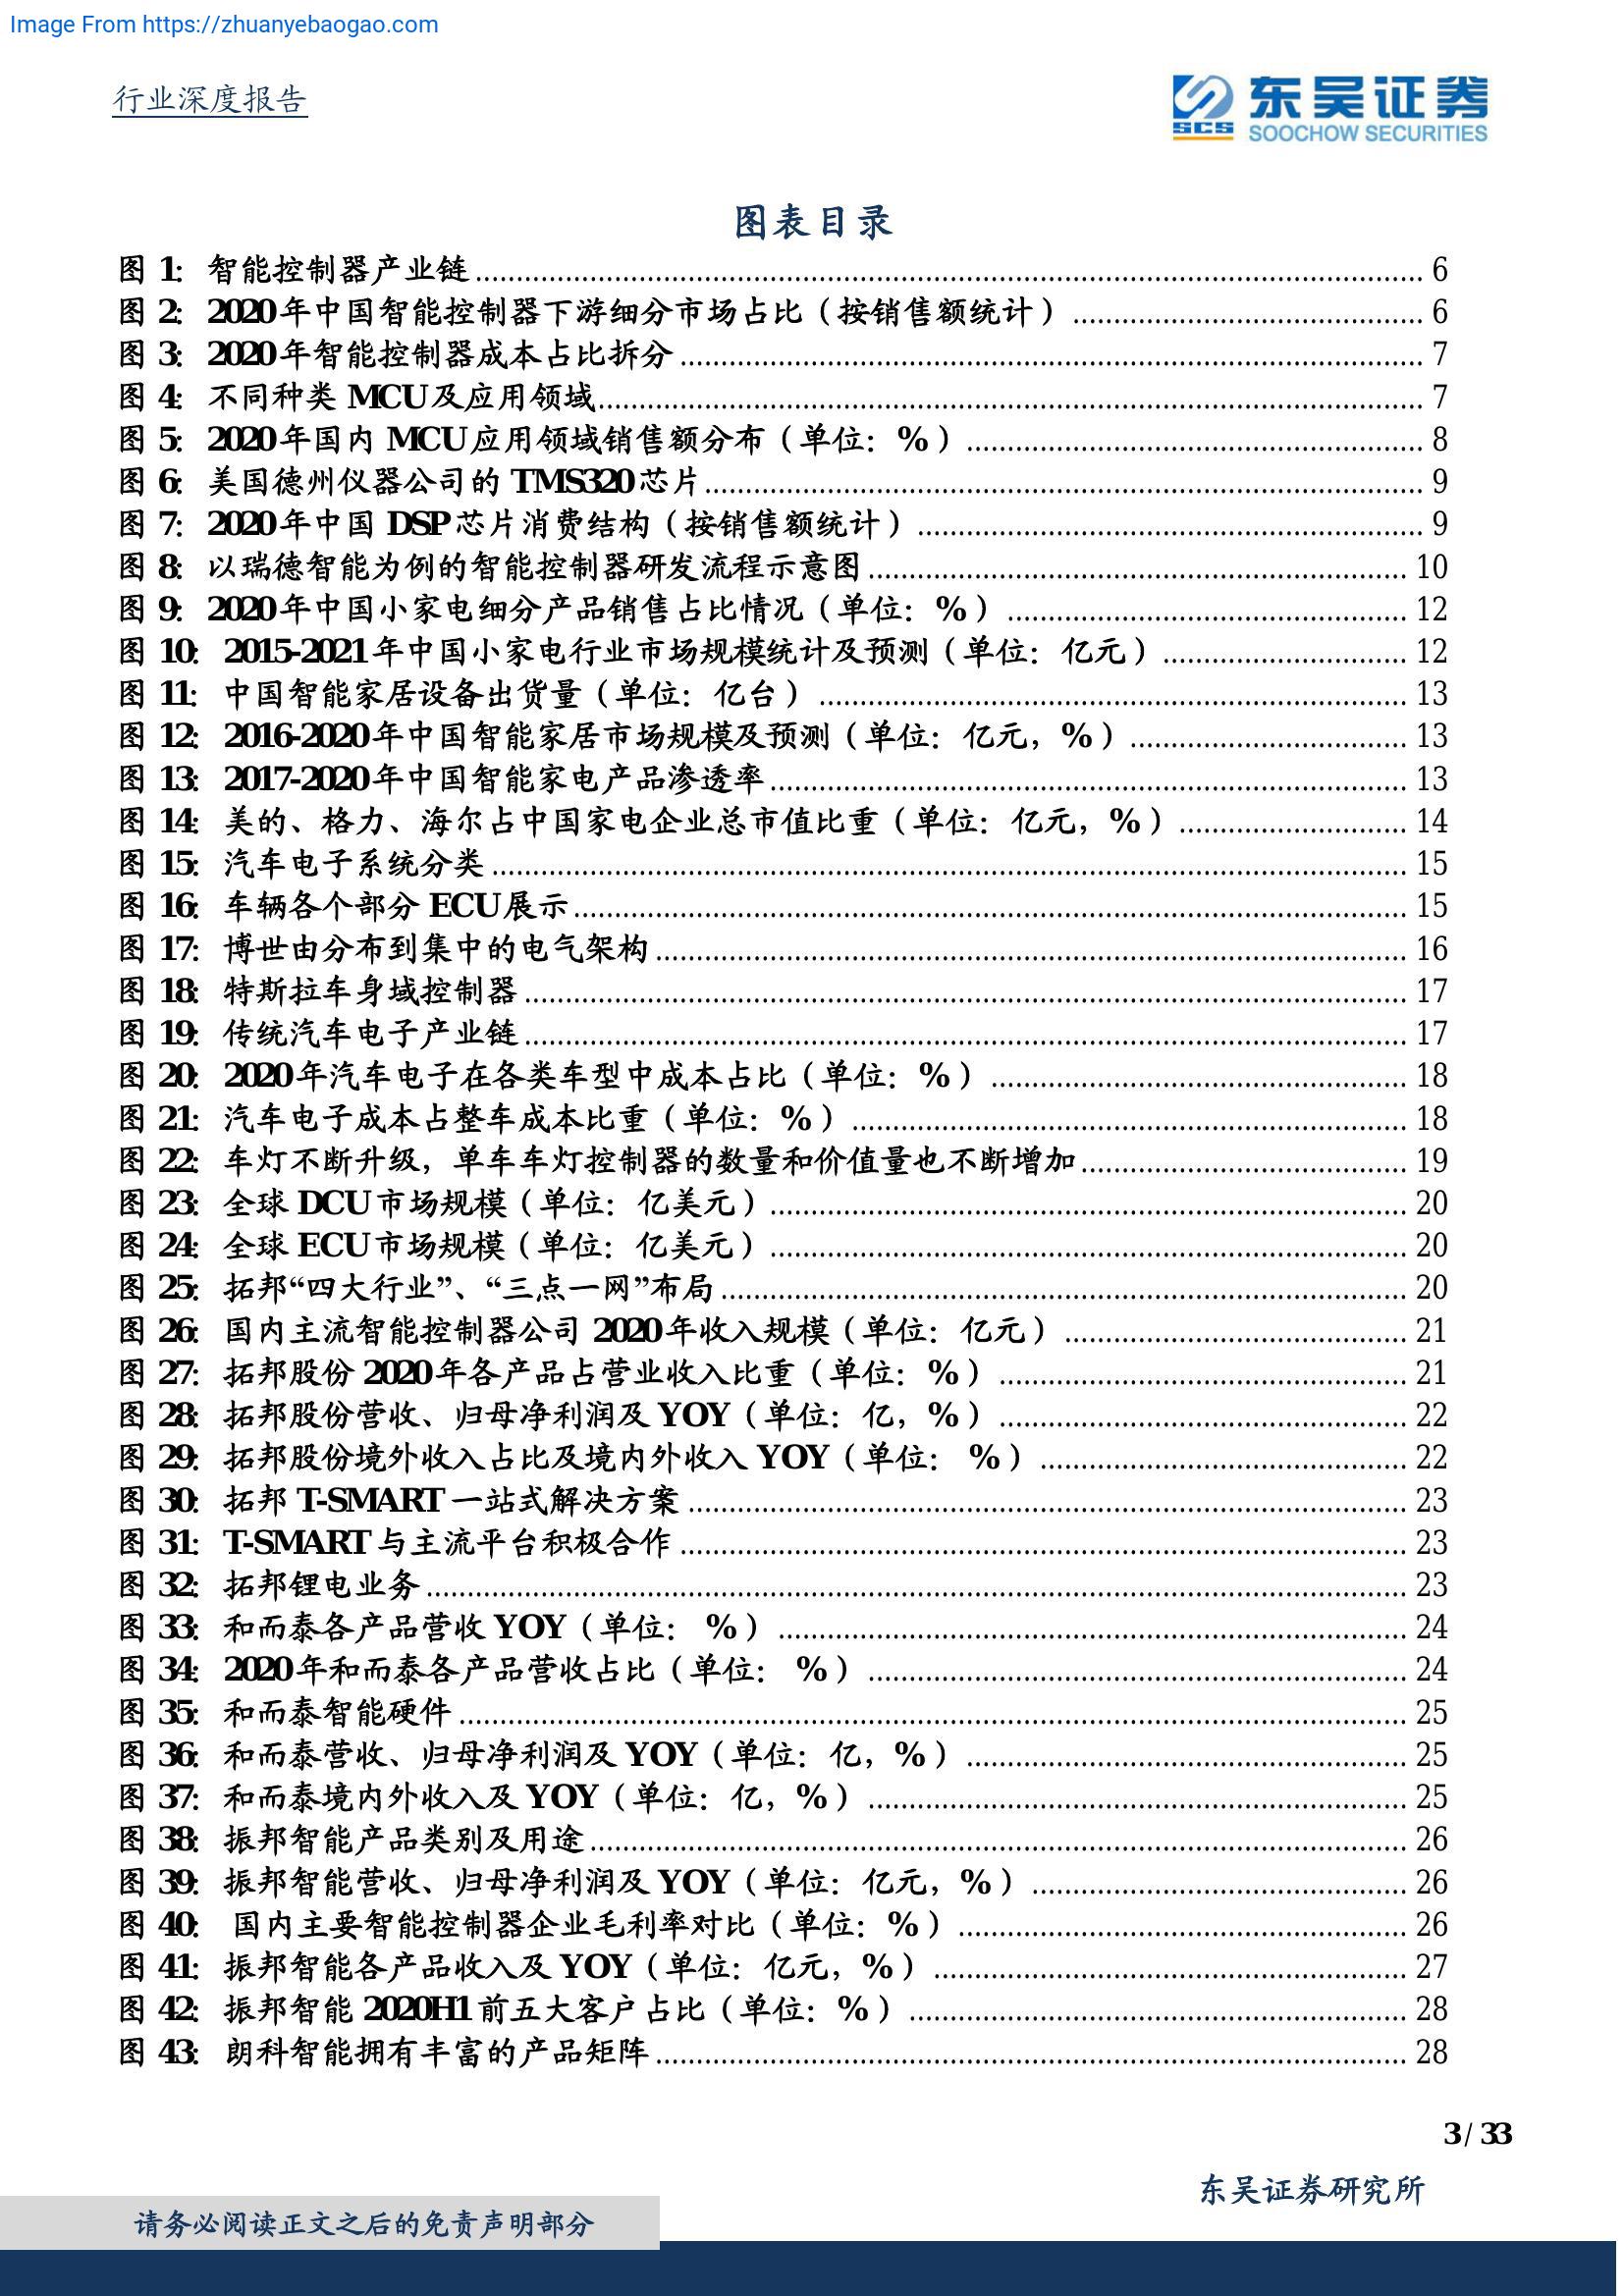 Image From https://zhuanyebaogao.com
行业深度报告
SCS 东吴证券
SOOCHOW SECURITIES
图表目录
图 1: 智能控制器产业链 6
图 2: 2020年中国智能控制器下游细分市场占比（按销售额统计） 6
图 3: 2020年智能控制器成本占比拆分 7
图 4: 不同种类 MCU及应用领域 7
图 5: 2020年国内 MCU应用领域销售额分布（单位：%） 8
图 6: 美国德州仪器公司的 TMS320芯片 9
图 7: 2020年中国 DSP芯片消费结构（按销售额统计） 9
图 8: 以瑞德智能为例的智能控制器研发流程示意图 10
图 9: 2020年中国小家电细分产品销售占比情况（单位：%） 12
图 10: 2015-2021年中国小家电行业市场规模统计及预测（单位：亿元） 12
图 11: 中国智能家居设备出货量（单位：亿台） 13
图 12: 2016-2020年中国智能家居市场规模及预测（单位：亿元，%） 13
图 13: 2017-2020年中国智能家电产品渗透率 13
图 14: 美的、格力、海尔占中国家电企业总市值比重（单位：亿元，%） 14
图 15: 汽车电子系统分类 15
图 16: 车辆各个部分 ECU展示 15
图 17: 博世由分布到集中的电气架构 16
图 18: 特斯拉车身域控制器 17
图 19: 传统汽车电子产业链 17
图 20: 2020年汽车电子在各类车型中成本占比（单位：%） 18
图 21: 汽车电子成本占整车成本比重（单位：%） 18
图 22: 车灯不断升级，单车车灯控制器的数量和价值量也不断增加 19
图 23: 全球 DCU市场规模（单位：亿美元） 20
图 24: 全球 ECU市场规模（单位：亿美元） 20
图 25: 拓邦“四大行业”、“三点一网”布局 20
图 26: 国内主流智能控制器公司 2020年收入规模（单位：亿元） 21
图 27: 拓邦股份 2020年各产品占营业收入比重（单位：%） 21
图 28: 拓邦股份营收、归母净利润及 YOY（单位：亿，%） 22
图 29: 拓邦股份境外收入占比及境内外收入 YOY（单位： %） 22
图 30: 拓邦 T-SMART 一站式解决方案 23
图 31: T-SMART 与主流平台积极合作 23
图 32: 拓邦锂电业务 23
图 33: 和而泰各产品营收 YOY（单位： %） 24
图 34: 2020年和而泰各产品营收占比（单位： %） 24
图 35: 和而泰智能硬件 25
图 36: 和而泰营收、归母净利润及 YOY（单位：亿，%） 25
图 37: 和而泰境内外收入及 YOY（单位：亿，%） 25
图 38: 振邦智能产品类别及用途 26
图 39: 振邦智能营收、归母净利润及 YOY（单位：亿元，%） 26
图 40: 国内主要智能控制器企业毛利率对比（单位：%） 26
图 41: 振邦智能各产品收入及 YOY（单位：亿元，%） 27
图 42: 振邦智能 2020H1前五大客户占比（单位：%） 28
图 43: 朗科智能拥有丰富的产品矩阵 28
3 / 33
东吴证券研究所
请务必阅读正文之后的免责声明部分